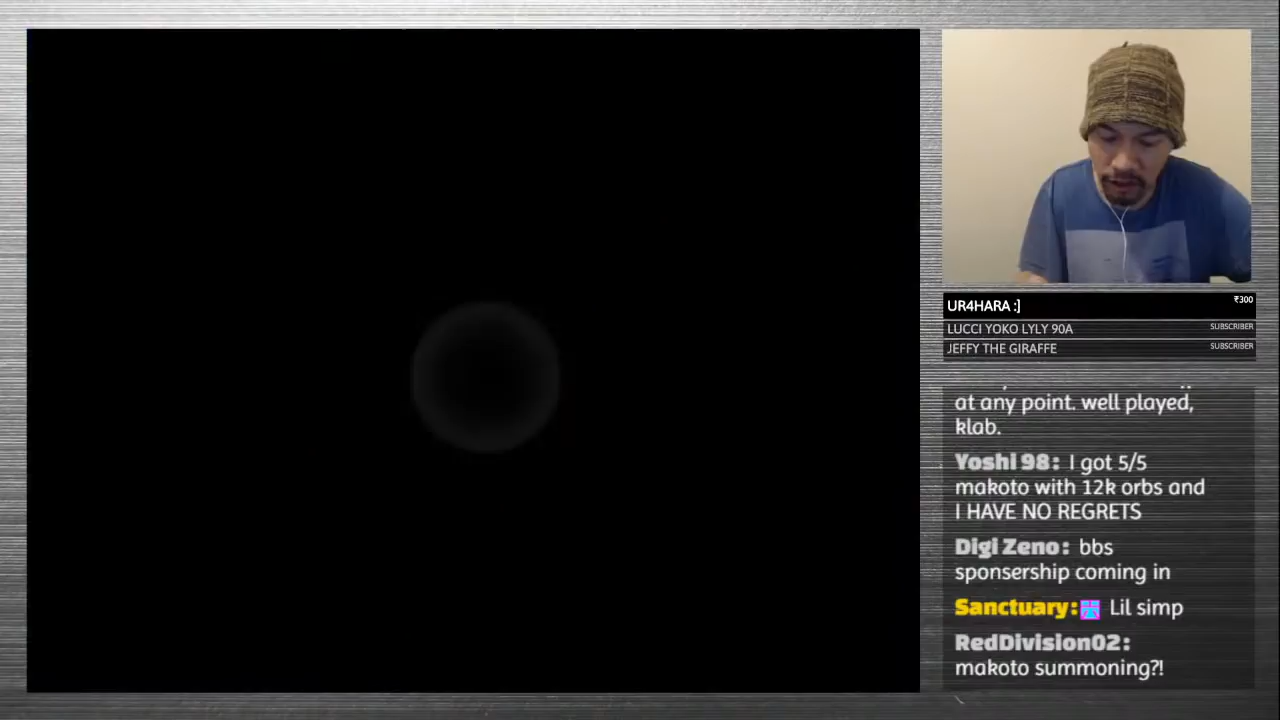 UR4HARA :]
₹300
LUCCI YOKO LYLY 90A
SUBSCRIBER
JEFFY THE GIRAFFE
SUBSCRIBER
at any point. well played,
klab.
Yoshi 98: I got 5/5
makoto with 12k orbs and
I HAVE NO REGRETS
Digi Zeno: bbs
sponsership coming in
Sanctuary: Lil simp
RedDivision02:
makoto summoning?!